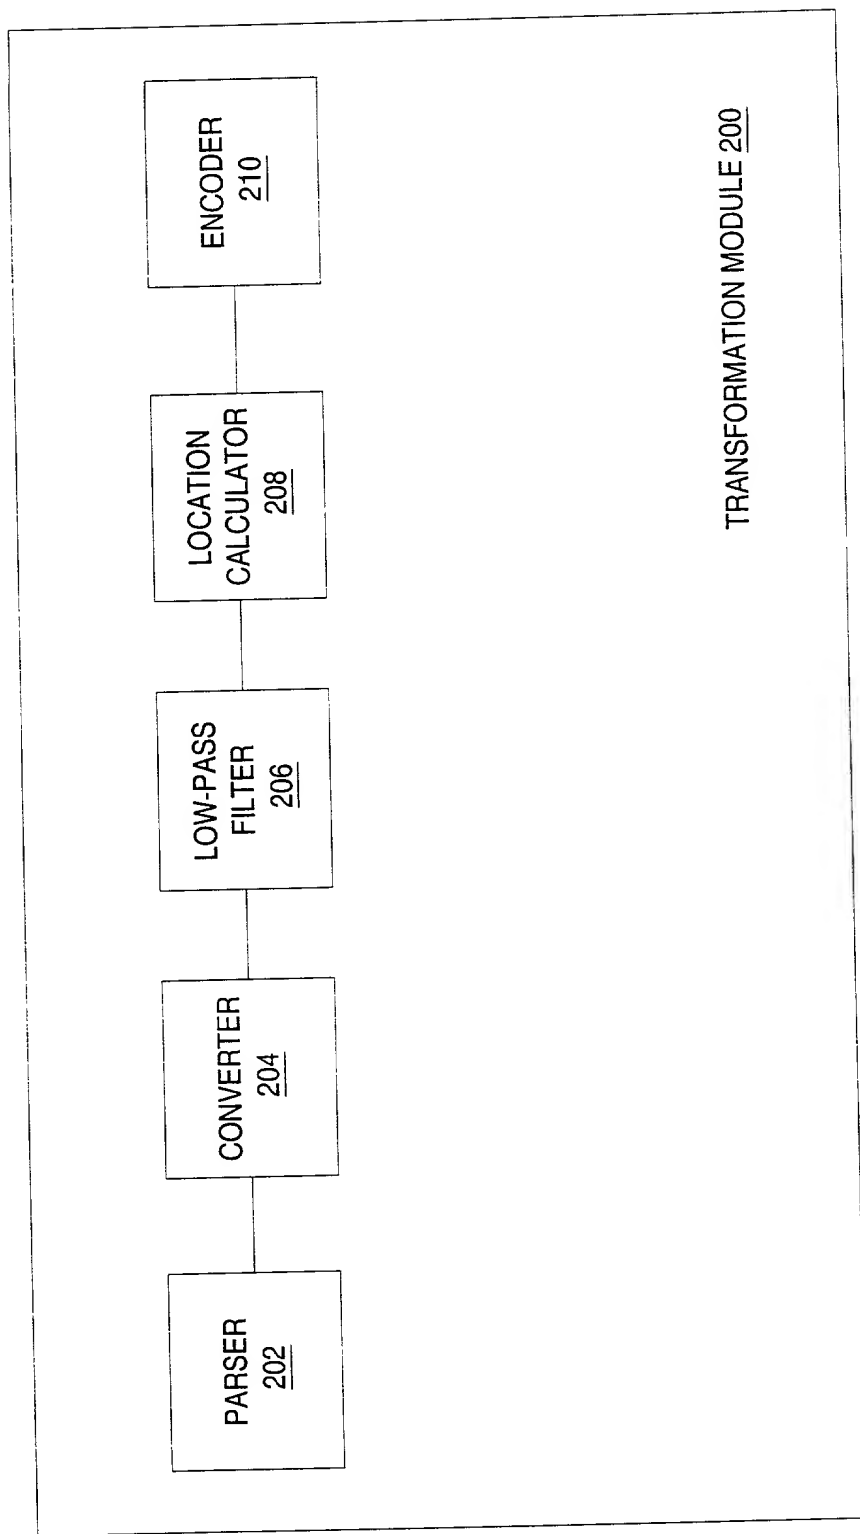 PARSER
202
CONVERTER
204
LOW-PASS
FILTER
206
LOCATION
CALCULATOR
208
ENCODER
210
TRANSFORMATION MODULE 200